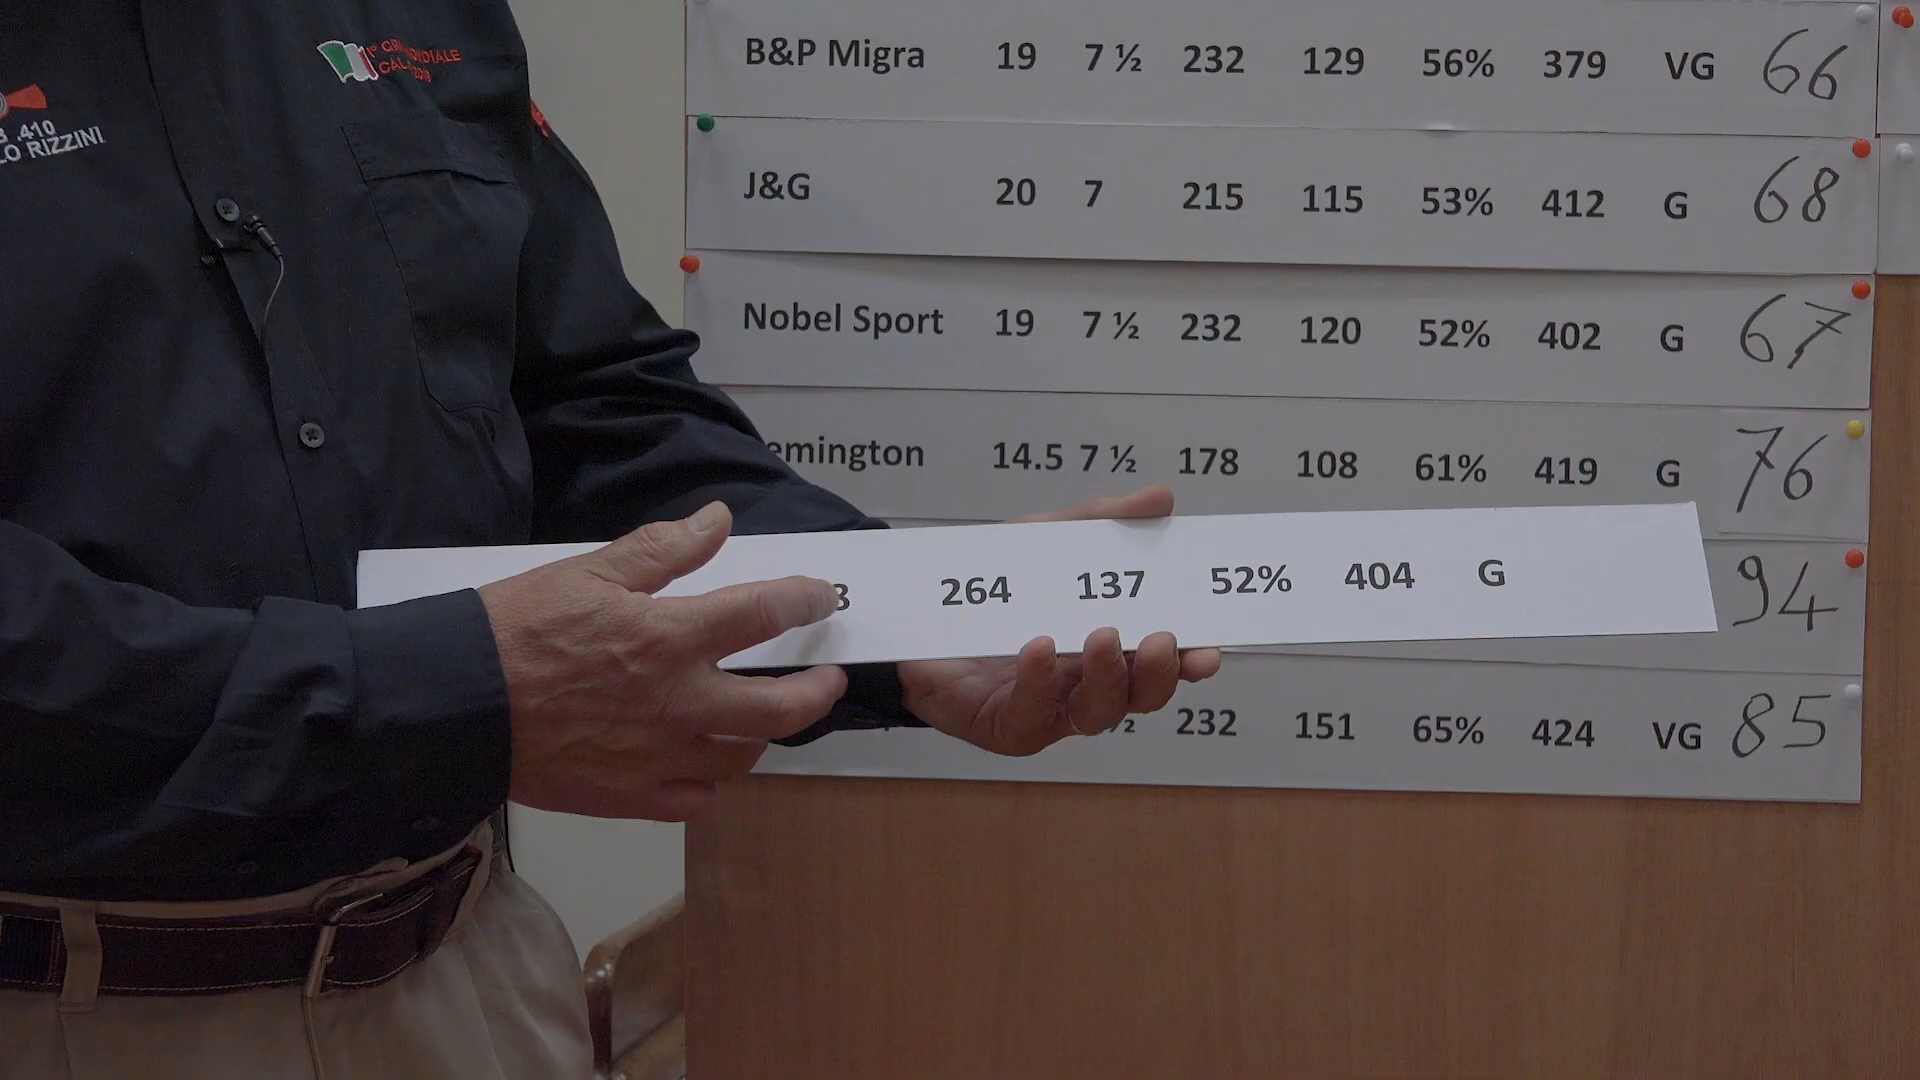 .410
RIZZINI
B&P Migra 19 7 ½ 232 129 56% 379 VG 66
J&G 20 7 215 115 53% 412 G 68
Nobel Sport 19 7 ½ 232 120 52% 402 G 67
emington 14.5 7 ½ 178 108 61% 419 G 76
264 137 52% 404 G
94
232 151 65% 424 VG 85